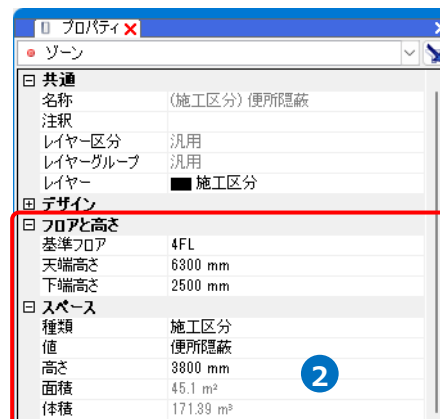 プロパティ
ゾーン
共通
名称 (施工区分) 便所隠蔽
注釈
レイヤー区分 汎用
レイヤーグループ 汎用
レイヤー 施工区分
デザイン
フロアと高さ
基準フロア 4FL
天端高さ 6300 mm
下端高さ 2500 mm
スペース
種類 施工区分
値 便所隠蔽
高さ 3800 mm
面積 45.1 m²
体積 171.39 m³
2